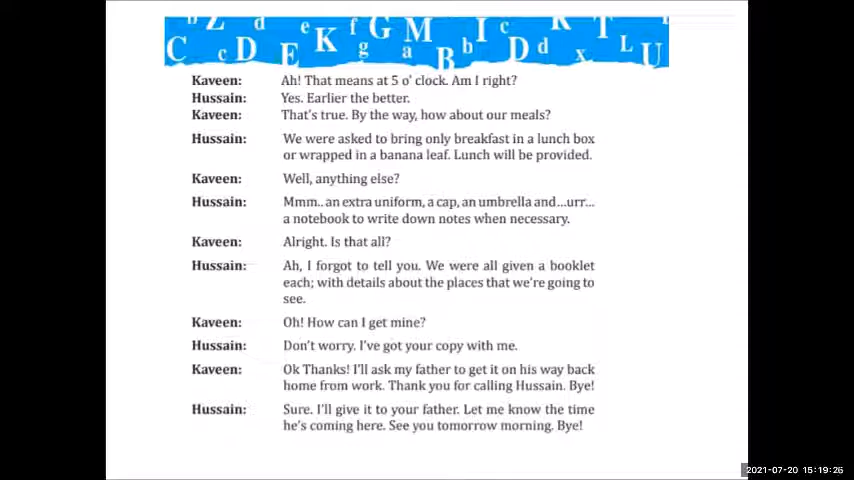 b Z d e f G M I c K T
C c D E K g a B b D d x L U
Kaveen: Ah! That means at 5 o' clock. Am I right?
Hussain: Yes. Earlier the better.
Kaveen: That's true. By the way, how about our meals?
Hussain: We were asked to bring only breakfast in a lunch box
or wrapped in a banana leaf. Lunch will be provided.
Kaveen: Well, anything else?
Hussain: Mmm.. an extra uniform, a cap, an umbrella and...urr...
a notebook to write down notes when necessary.
Kaveen: Alright. Is that all?
Hussain: Ah, I forgot to tell you. We were all given a booklet
each; with details about the places that we're going to
see.
Kaveen: Oh! How can I get mine?
Hussain: Don't worry. I've got your copy with me.
Kaveen: Ok Thanks! I'll ask my father to get it on his way back
home from work. Thank you for calling Hussain. Bye!
Hussain: Sure. I'll give it to your father. Let me know the time
he's coming here. See you tomorrow morning. Bye!
2021-07-20 15:19:26